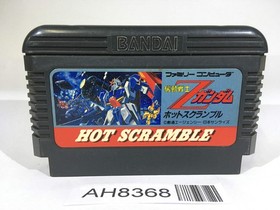 BANDAI
ファミリーコンピュータ
機動戦士
Zガンダム
ホットスクランブル
HOT SCRAMBLE
AH8368